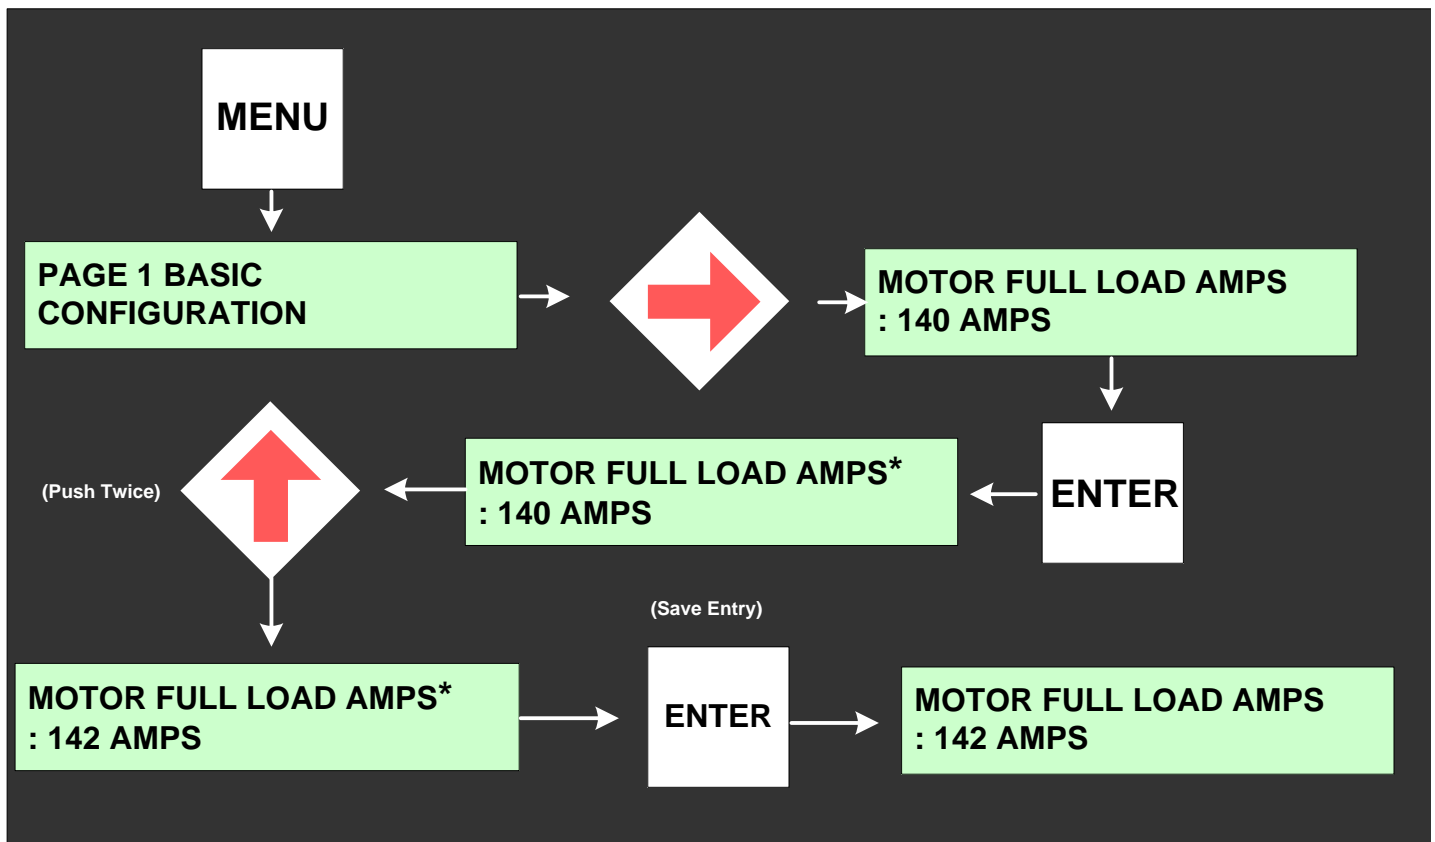 MENU
PAGE 1 BASIC
CONFIGURATION
MOTOR FULL LOAD AMPS
: 140 AMPS
ENTER
MOTOR FULL LOAD AMPS*
: 140 AMPS
(Push Twice)
MOTOR FULL LOAD AMPS*
: 142 AMPS
(Save Entry)
ENTER
MOTOR FULL LOAD AMPS
: 142 AMPS